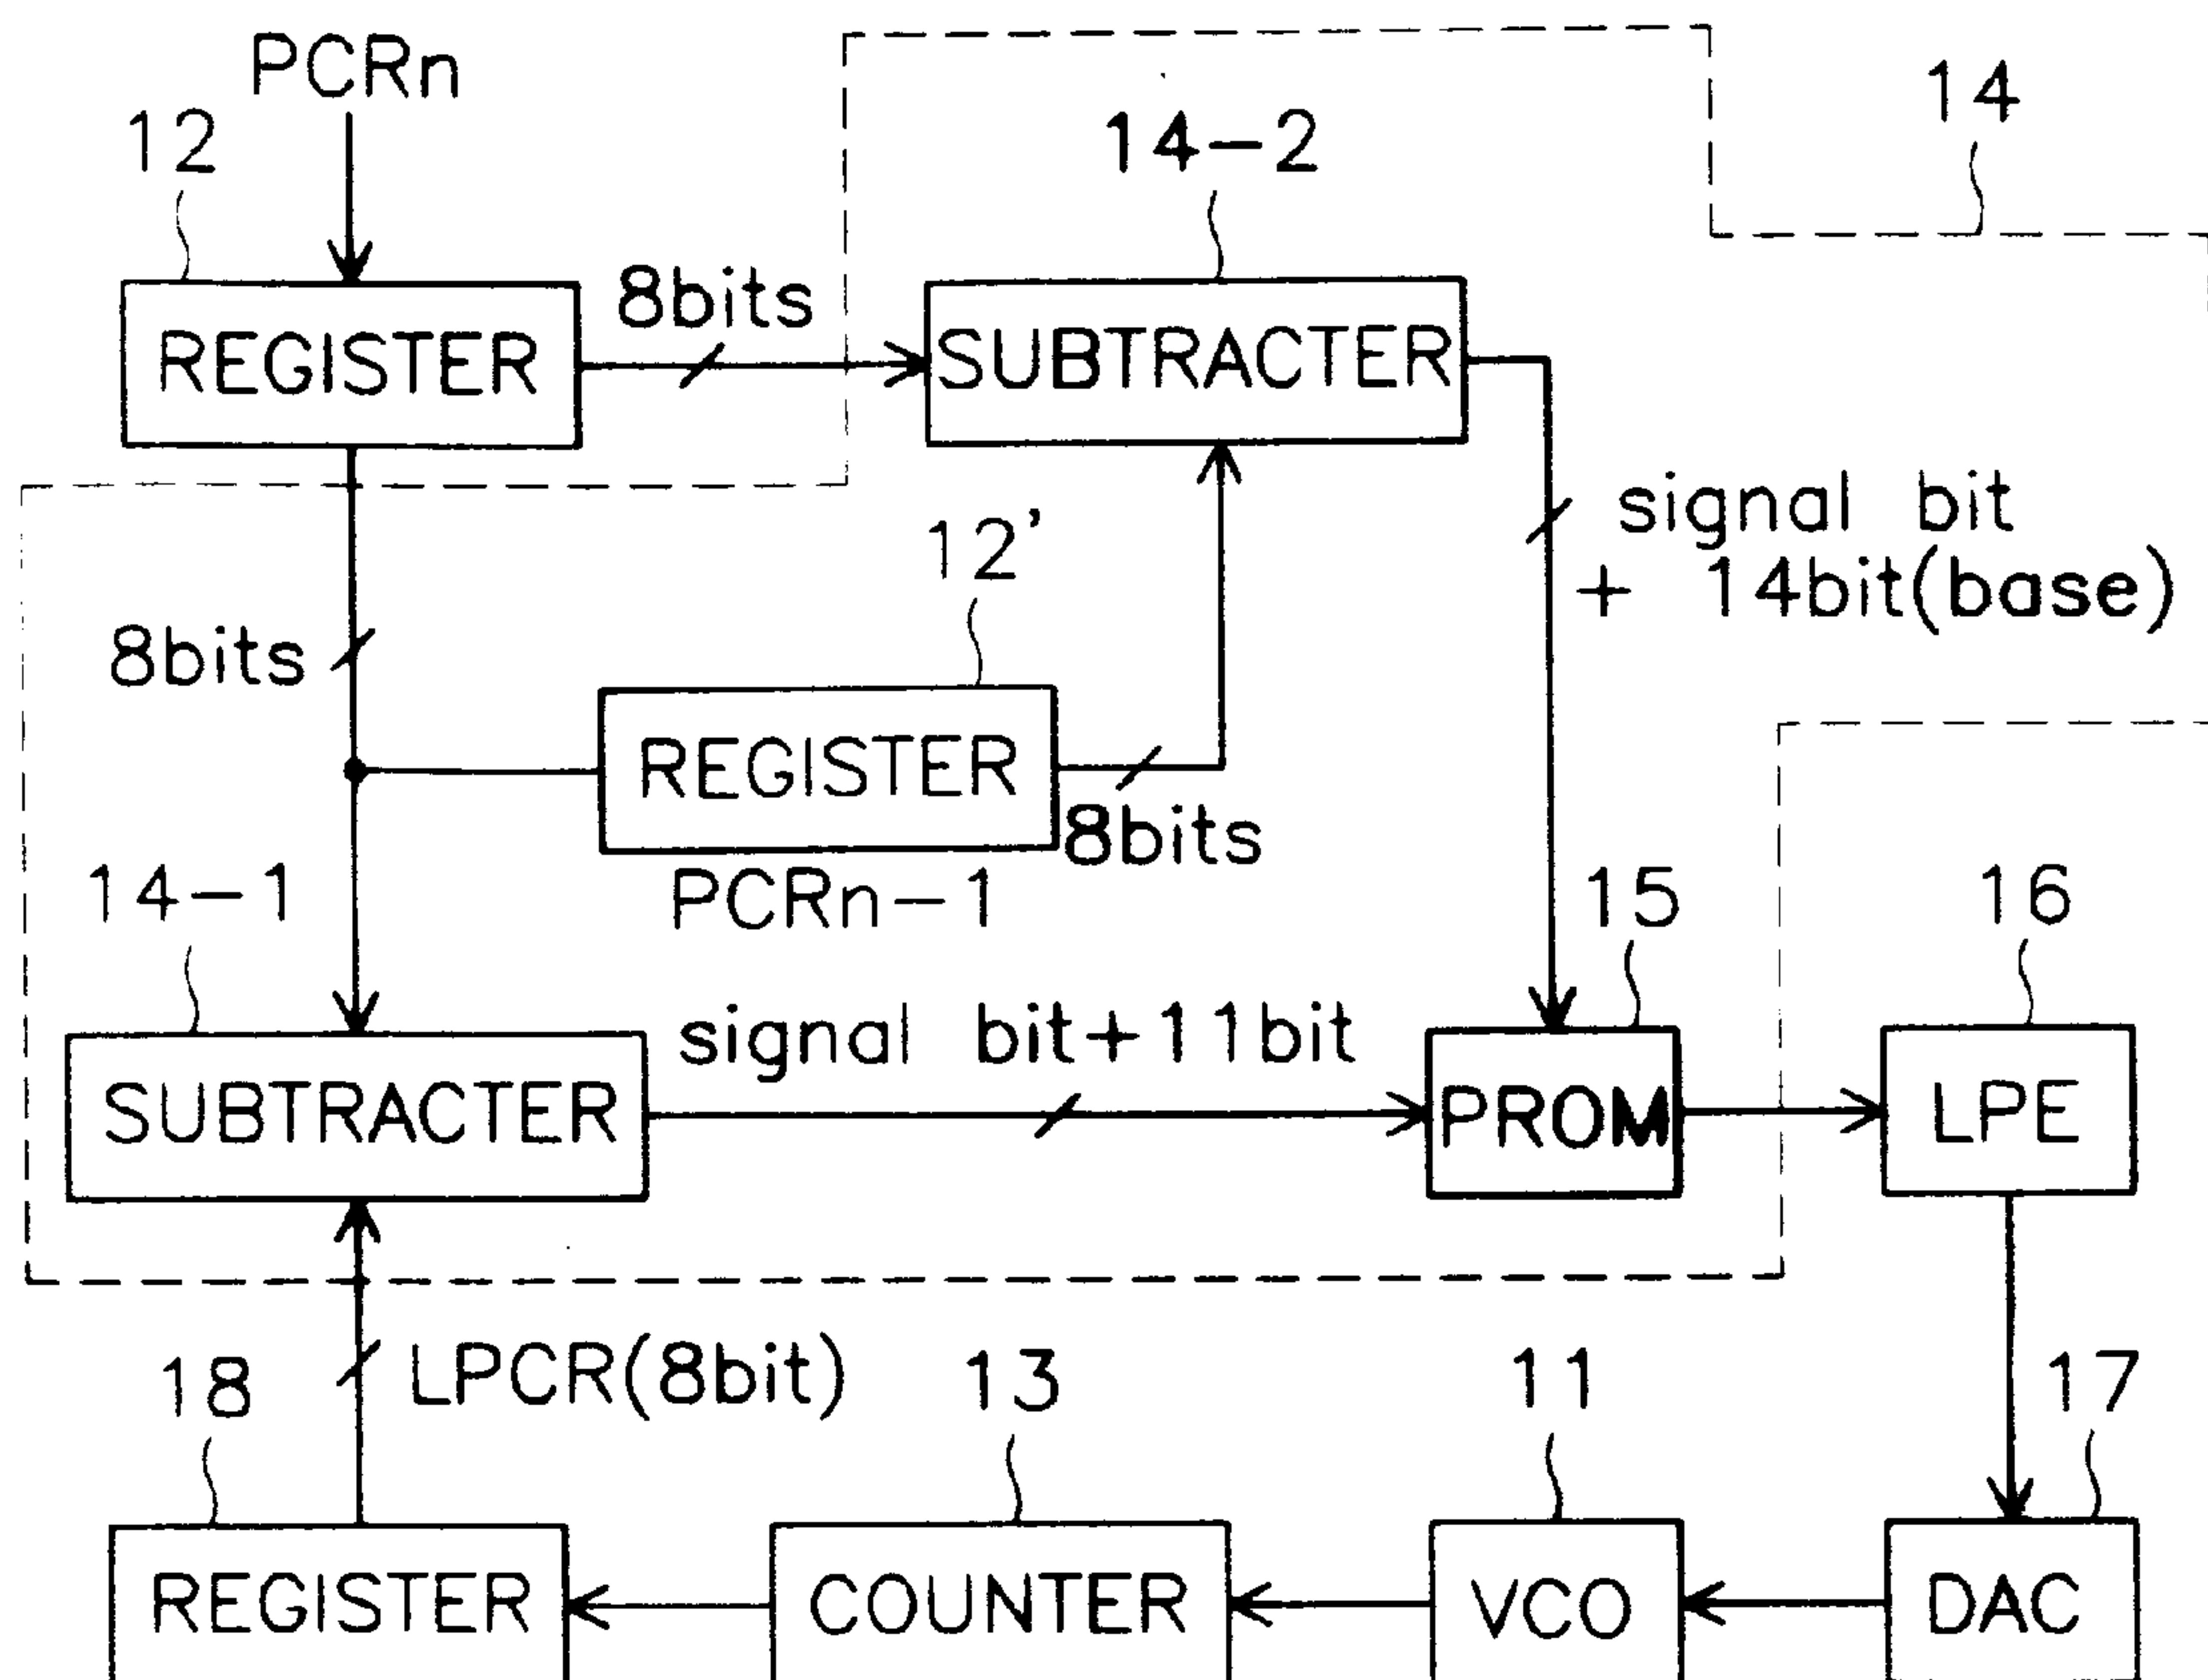 PCRn
14
12
14-2
8bits
REGISTER
SUBTRACTER
signal bit
+ 14bit(base)
12'
8bits
REGISTER
8bits
PCRn-1
14-1
15
16
signal bit+11bit
SUBTRACTER
PROM
LPE
LPCR(8bit)
18
13
11
17
REGISTER
COUNTER
VCO
DAC